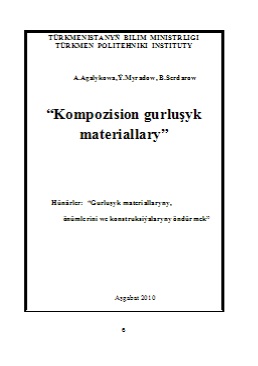 TÜRKMENISTANYŇ BILIM MINISTRLIGI
TÜRKMEN POLITEHNIKI INSTITUTY
A.Agalykowa,Ý.Myradow, B.Serdarow
“Kompozision gurluşyk
materiallary”
Hünärler: “Gurluşyk materiallaryny,
önümlerini we konstruksiýalaryny öndürmek”
Aşgabat 2010
6